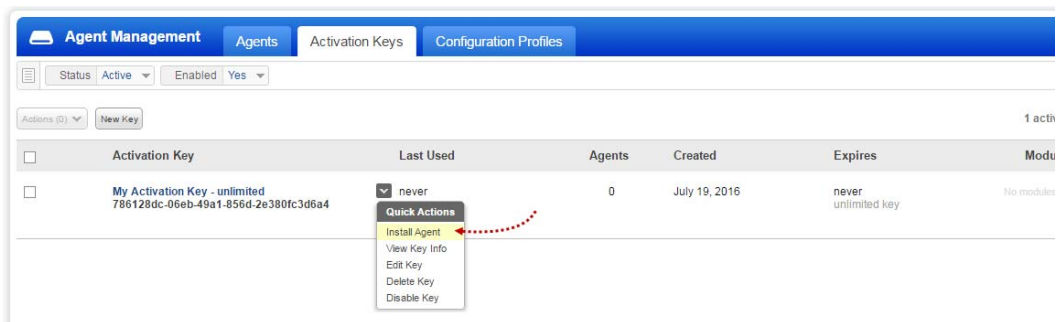 Agent Management Agents Activation Keys Configuration Profiles
Status Active Enabled Yes
Actions (0) New Key 1 activ
Activation Key Last Used Agents Created Expires Modu
My Activation Key - unlimited never 0 July 19, 2016 never No modules
786128dc-06eb-49a1-856d-2e380fc3d6a4 unlimited key
Quick Actions
Install Agent
View Key Info
Edit Key
Delete Key
Disable Key